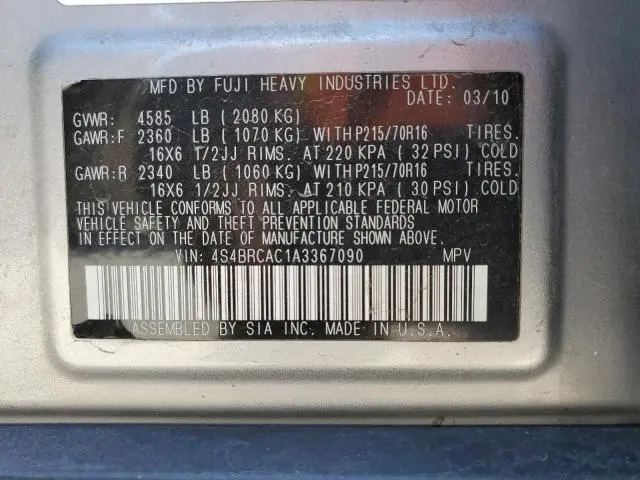 MFD BY FUJI HEAVY INDUSTRIES LTD.
DATE: 03/10
GVWR: 4585 LB ( 2080 KG)
GAWR:F 2360 LB ( 1070 KG) WITH P215/70R16 TIRES.
16X6 1/2JJ RIMS. AT 220 KPA ( 32 PSI) COLD
GAWR:R 2340 LB ( 1060 KG) WITH P215/70R16 TIRES.
16X6 1/2JJ RIMS. AT 210 KPA ( 30 PSI) COLD
THIS VEHICLE CONFORMS TO ALL APPLICABLE FEDERAL MOTOR
VEHICLE SAFETY AND THEFT PREVENTION STANDARDS
IN EFFECT ON THE DATE OF MANUFACTURE SHOWN ABOVE.
VIN: 4S4BRCAC1A3367090 MPV
ASSEMBLED BY SIA INC. MADE IN U.S.A.